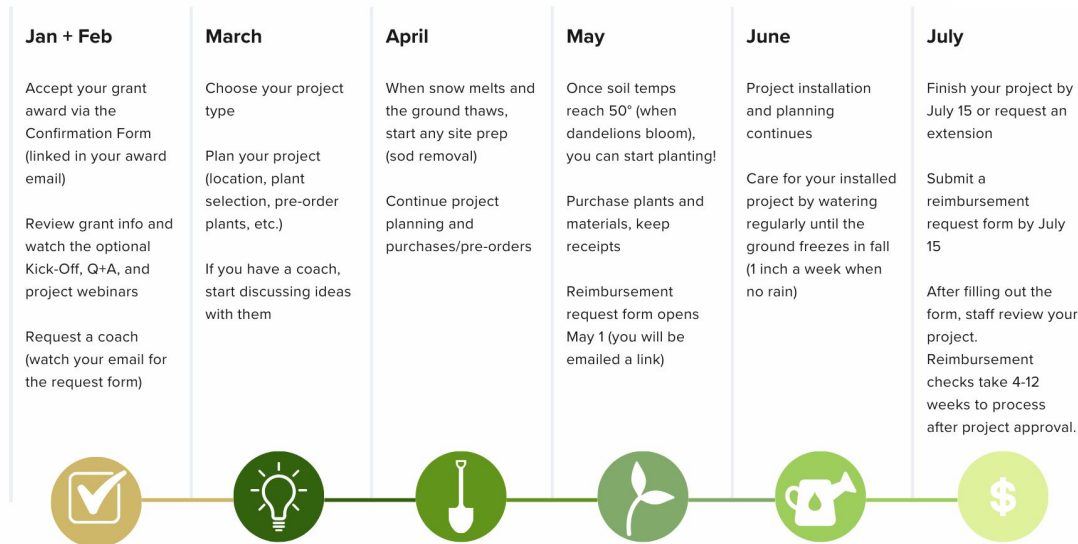 Jan + Feb
Accept your grant
award via the
Confirmation Form
(linked in your award
email)
Review grant info and
watch the optional
Kick-Off, Q+A, and
project webinars
Request a coach
(watch your email for
the request form)
March
Choose your project
type
Plan your project
(location, plant
selection, pre-order
plants, etc.)
If you have a coach,
start discussing ideas
with them
April
When snow melts and
the ground thaws,
start any site prep
(sod removal)
Continue project
planning and
purchases/pre-orders
May
Once soil temps
reach 50° (when
dandelions bloom),
you can start planting!
Purchase plants and
materials, keep
receipts
Reimbursement
request form opens
May 1 (you will be
emailed a link)
June
Project installation
and planning
continues
Care for your installed
project by watering
regularly until the
ground freezes in fall
(1 inch a week when
no rain)
July
Finish your project by
July 15 or request an
extension
Submit a
reimbursement
request form by July
15
After filling out the
form, staff review your
project.
Reimbursement
checks take 4-12
weeks to process
after project approval.
$